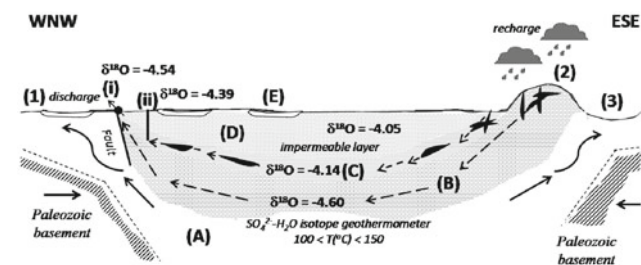 WNW
ESE
recharge
δ¹⁸O = -4.54
(1) discharge
(i)
(ii)
δ¹⁸O = -4.39
(E)
(2)
(3)
Fault
(D)
δ¹⁸O = -4.05
impermeable layer
δ¹⁸O = -4.14 (C)
(B)
δ¹⁸O = -4.60
(A)
SO₄²⁻-H₂O isotope geothermometer
100 < T(°C) < 150
Paleozoic
basement
Paleozoic
basement